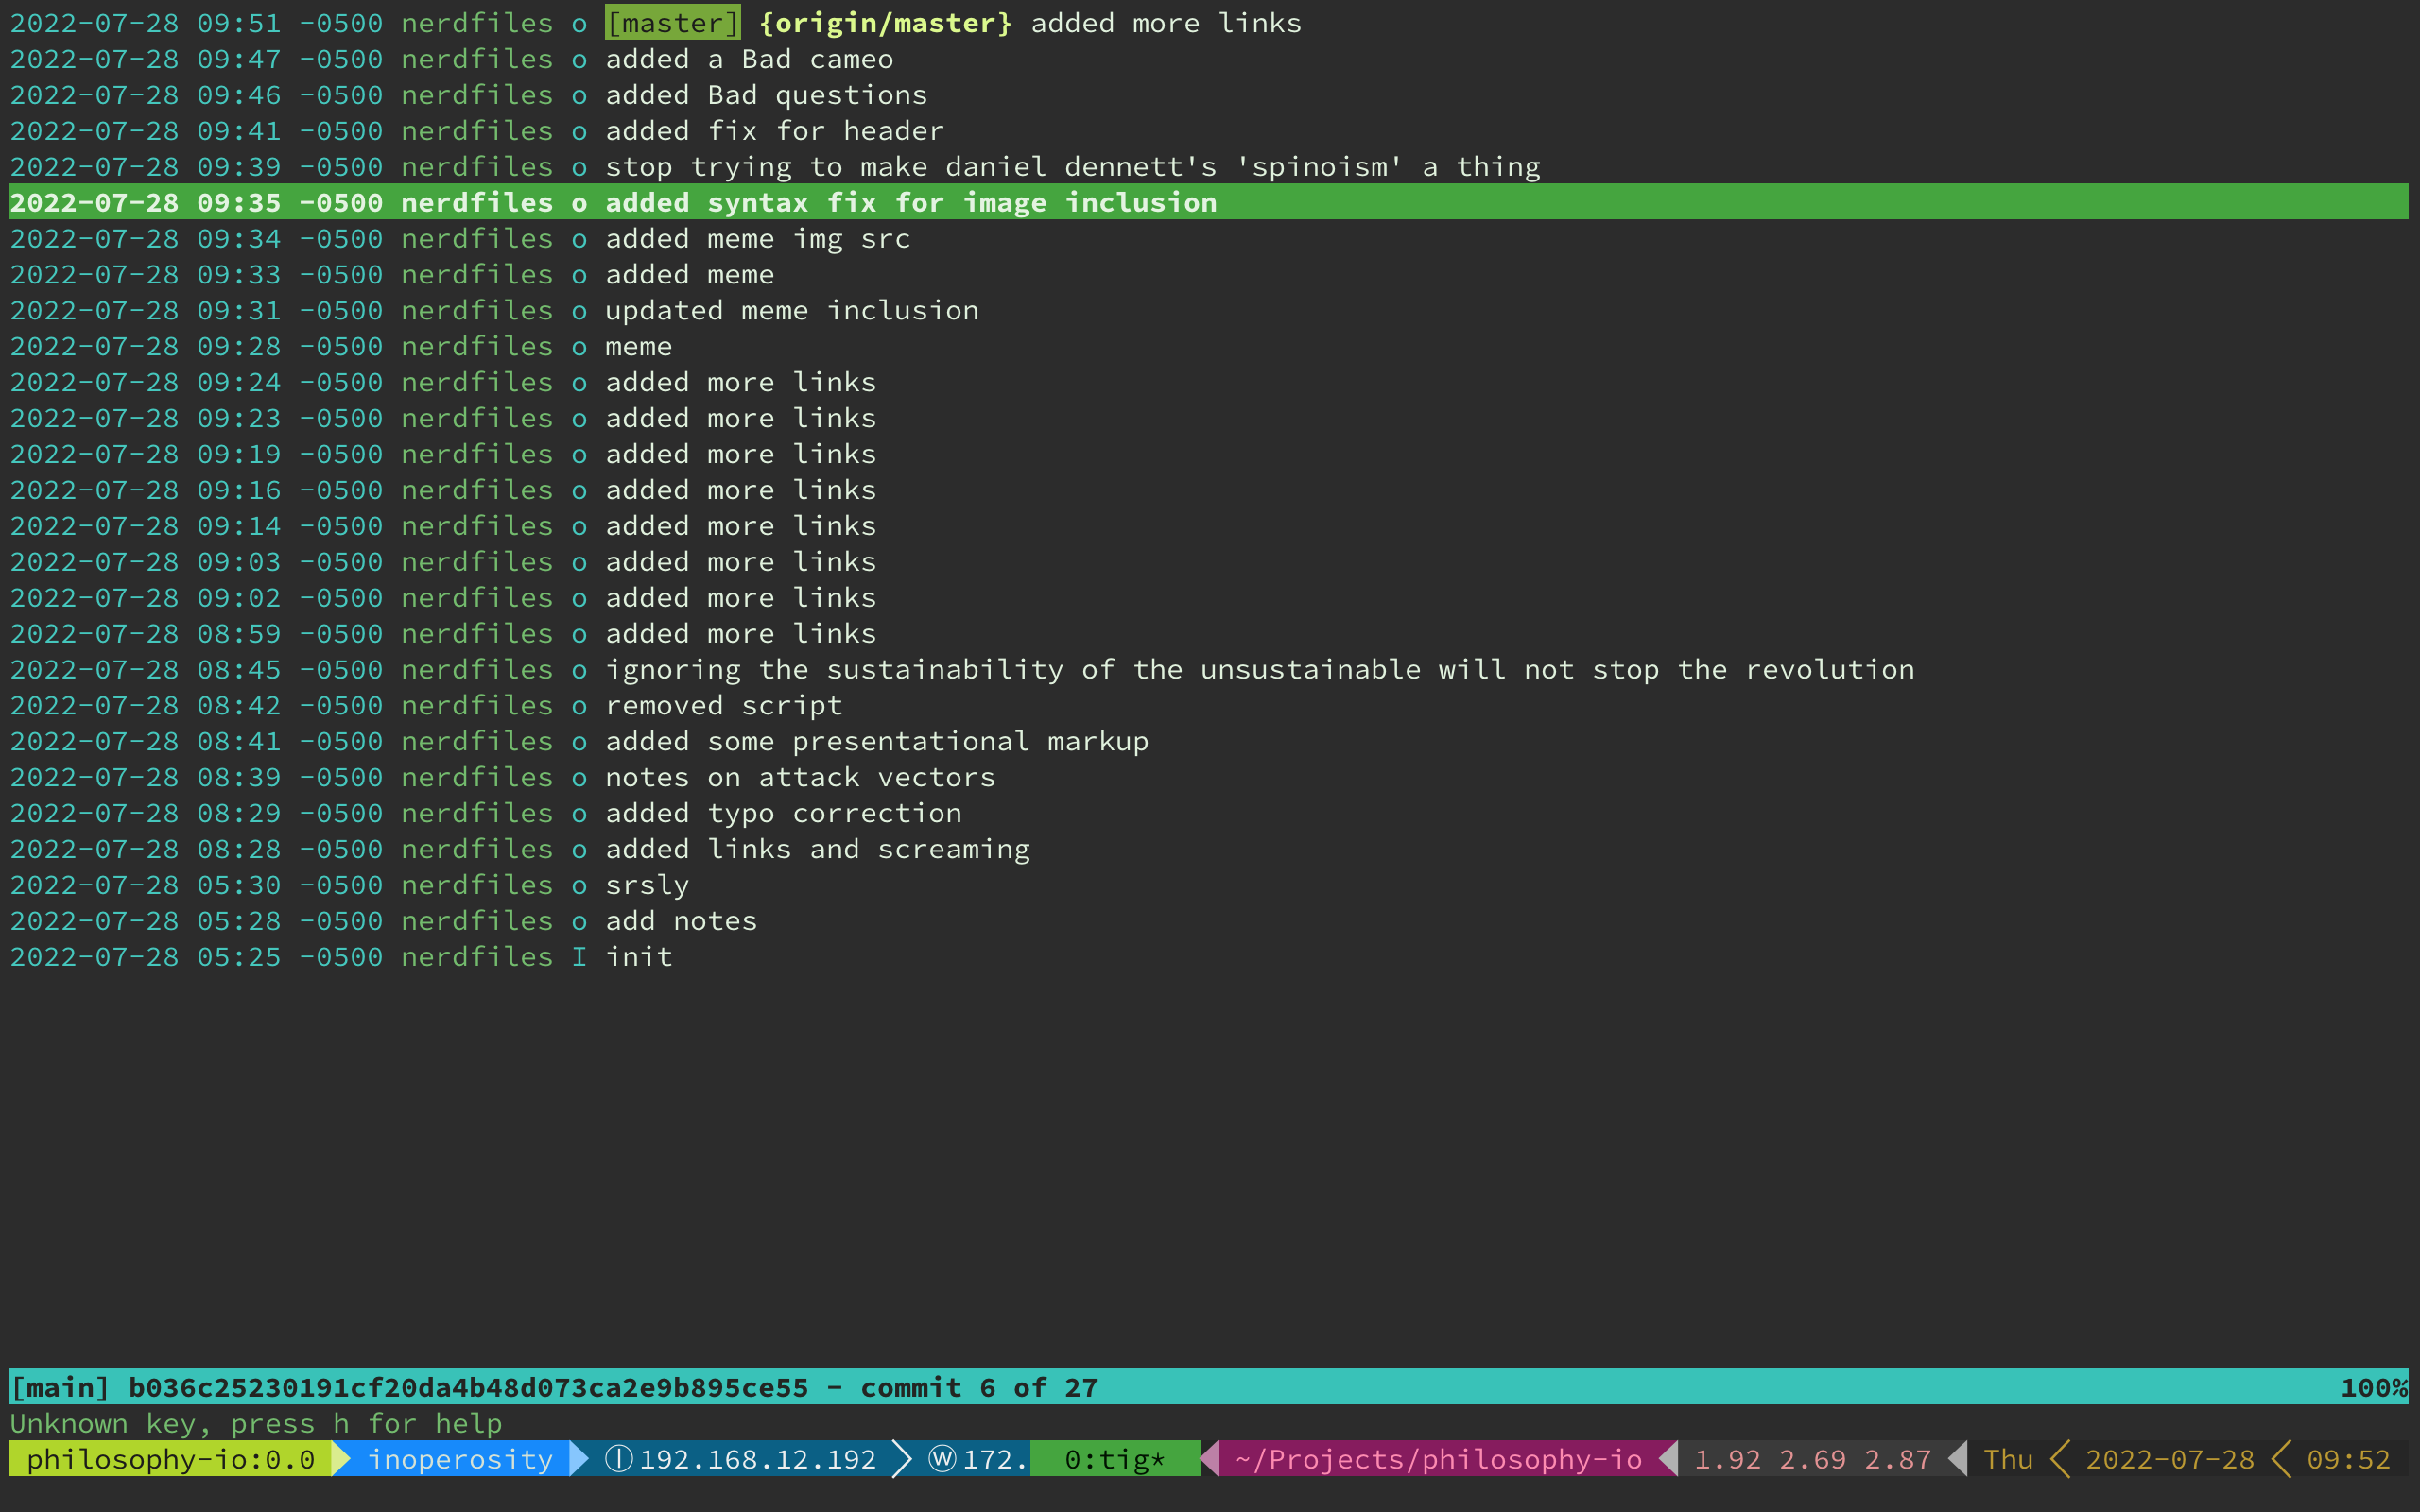 2022-07-28 09:51 -0500 nerdfiles o [master] {origin/master} added more links
2022-07-28 09:47 -0500 nerdfiles o added a Bad cameo
2022-07-28 09:46 -0500 nerdfiles o added Bad questions
2022-07-28 09:41 -0500 nerdfiles o added fix for header
2022-07-28 09:39 -0500 nerdfiles o stop trying to make daniel dennett's 'spinoism' a thing
2022-07-28 09:35 -0500 nerdfiles o added syntax fix for image inclusion
2022-07-28 09:34 -0500 nerdfiles o added meme img src
2022-07-28 09:33 -0500 nerdfiles o added meme
2022-07-28 09:31 -0500 nerdfiles o updated meme inclusion
2022-07-28 09:28 -0500 nerdfiles o meme
2022-07-28 09:24 -0500 nerdfiles o added more links
2022-07-28 09:23 -0500 nerdfiles o added more links
2022-07-28 09:19 -0500 nerdfiles o added more links
2022-07-28 09:16 -0500 nerdfiles o added more links
2022-07-28 09:14 -0500 nerdfiles o added more links
2022-07-28 09:03 -0500 nerdfiles o added more links
2022-07-28 09:02 -0500 nerdfiles o added more links
2022-07-28 08:59 -0500 nerdfiles o added more links
2022-07-28 08:45 -0500 nerdfiles o ignoring the sustainability of the unsustainable will not stop the revolution
2022-07-28 08:42 -0500 nerdfiles o removed script
2022-07-28 08:41 -0500 nerdfiles o added some presentational markup
2022-07-28 08:39 -0500 nerdfiles o notes on attack vectors
2022-07-28 08:29 -0500 nerdfiles o added typo correction
2022-07-28 08:28 -0500 nerdfiles o added links and screaming
2022-07-28 05:30 -0500 nerdfiles o srsly
2022-07-28 05:28 -0500 nerdfiles o add notes
2022-07-28 05:25 -0500 nerdfiles I init
[main] b036c25230191cf20da4b48d073ca2e9b895ce55 - commit 6 of 27 100%
Unknown key, press h for help
philosophy-io:0.0 inoperosity ⓛ 192.168.12.192 ⓦ 172. 0:tig* ~/Projects/philosophy-io 1.92 2.69 2.87 Thu 2022-07-28 09:52